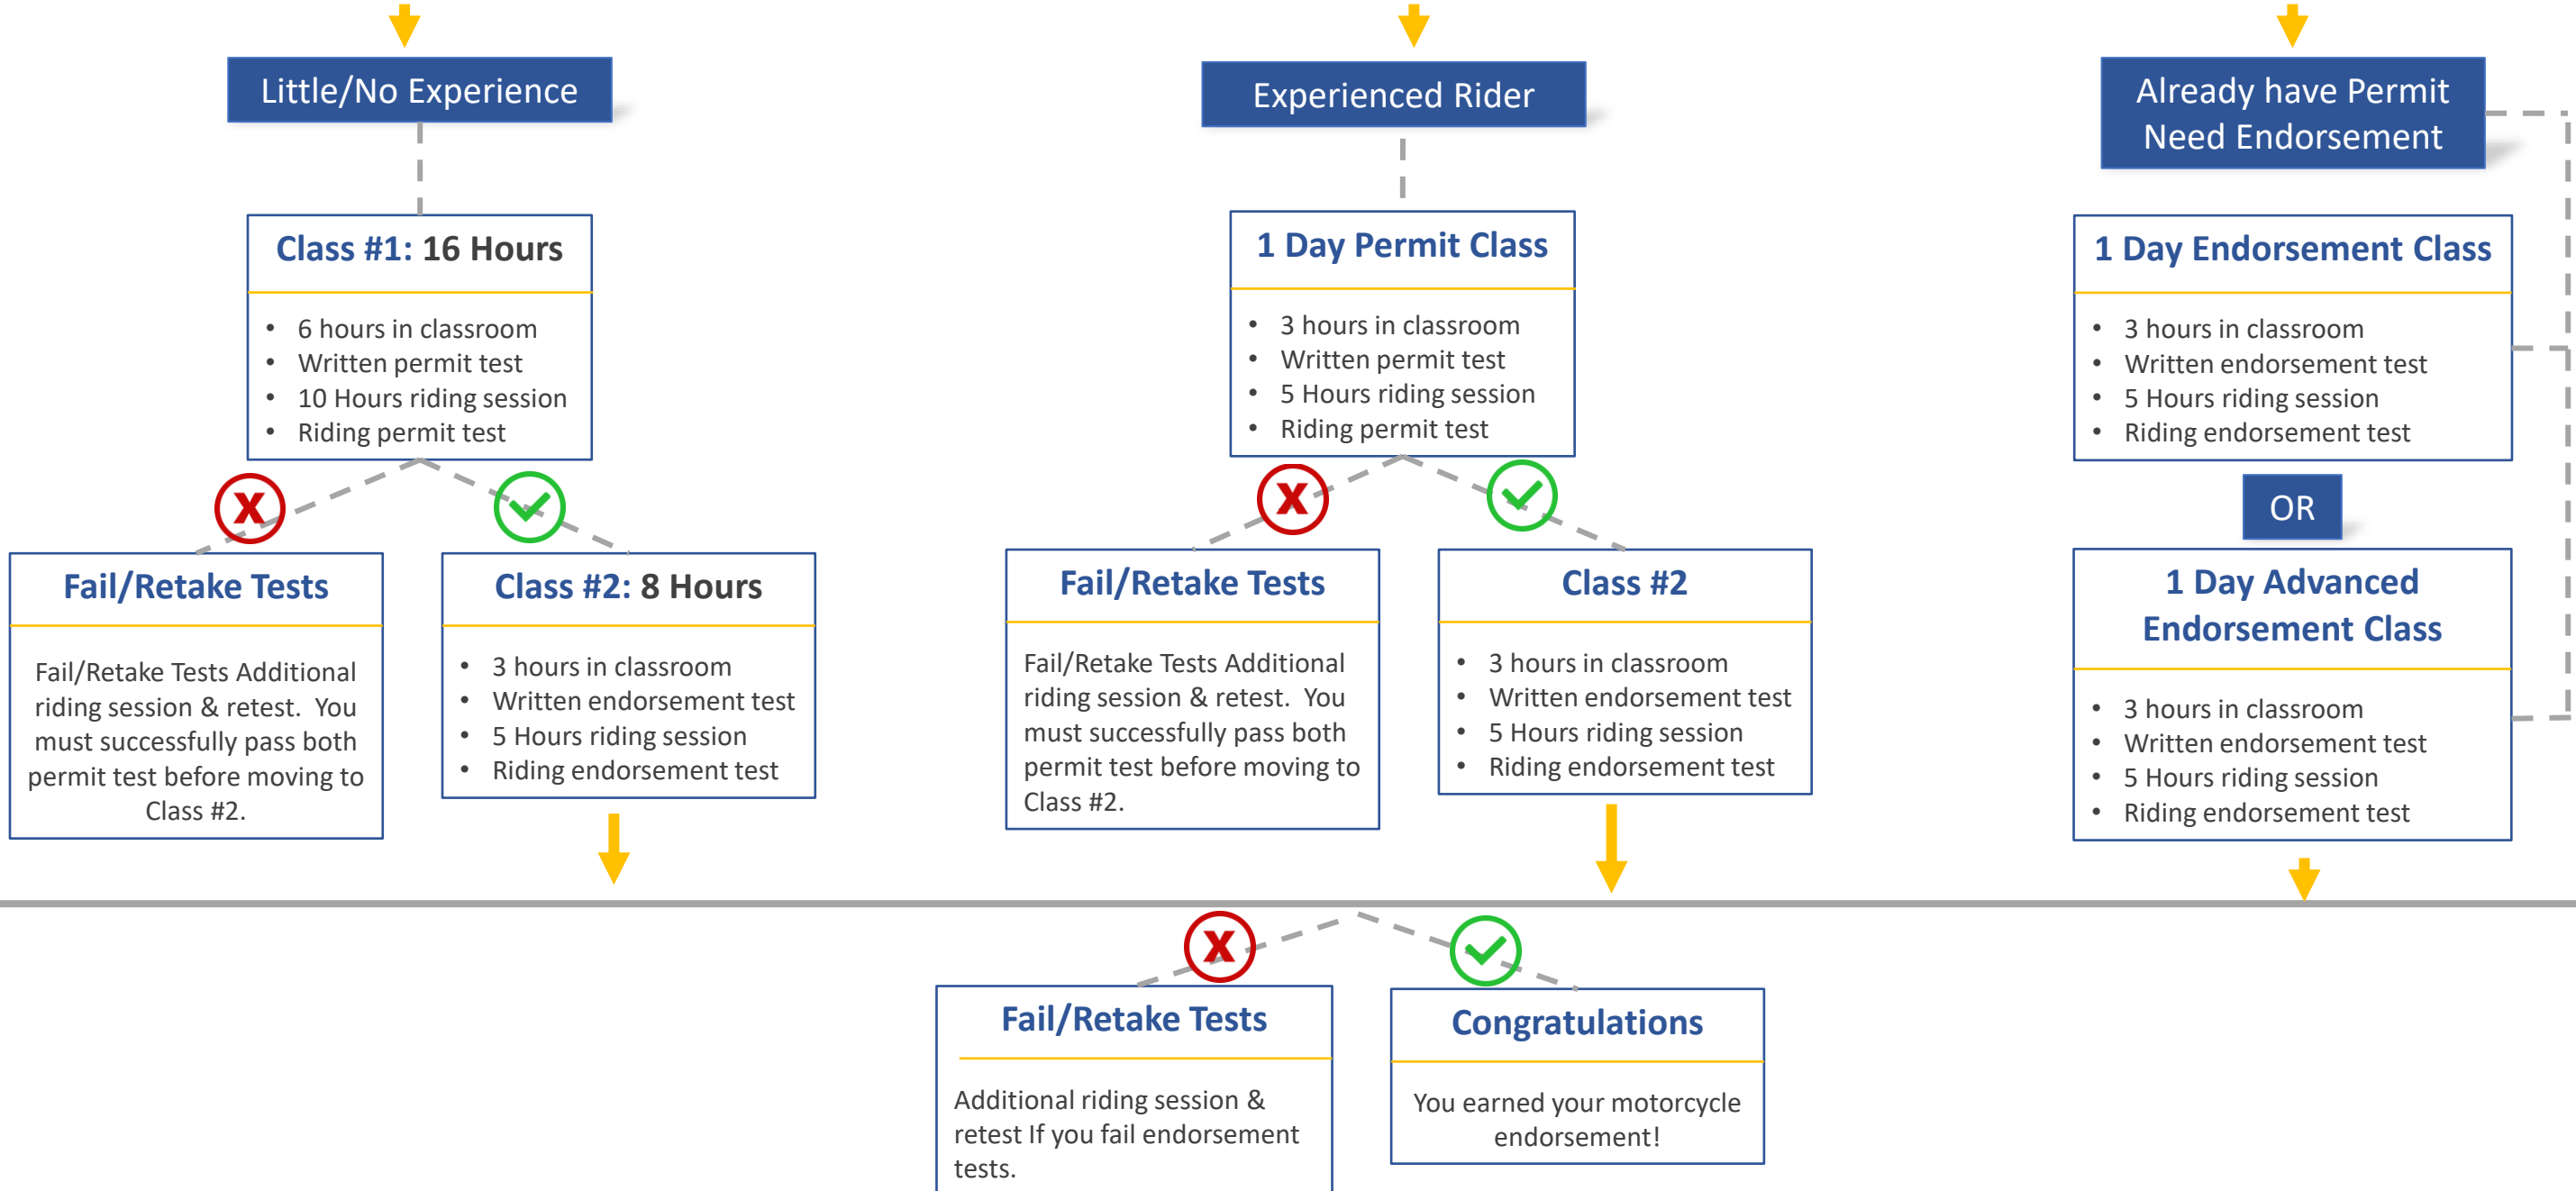 Little/No Experience
Class #1: 16 Hours
• 6 hours in classroom
• Written permit test
• 10 Hours riding session
• Riding permit test
X
Fail/Retake Tests
Fail/Retake Tests Additional
riding session & retest. You
must successfully pass both
permit test before moving to
Class #2.
Class #2: 8 Hours
• 3 hours in classroom
• Written endorsement test
• 5 Hours riding session
• Riding endorsement test
Experienced Rider
1 Day Permit Class
• 3 hours in classroom
• Written permit test
• 5 Hours riding session
• Riding permit test
X
Fail/Retake Tests
Fail/Retake Tests Additional
riding session & retest. You
must successfully pass both
permit test before moving to
Class #2.
Class #2
• 3 hours in classroom
• Written endorsement test
• 5 Hours riding session
• Riding endorsement test
Already have Permit
Need Endorsement
1 Day Endorsement Class
• 3 hours in classroom
• Written endorsement test
• 5 Hours riding session
• Riding endorsement test
OR
1 Day Advanced
Endorsement Class
• 3 hours in classroom
• Written endorsement test
• 5 Hours riding session
• Riding endorsement test
X
Fail/Retake Tests
Additional riding session &
retest If you fail endorsement
tests.
Congratulations
You earned your motorcycle
endorsement!